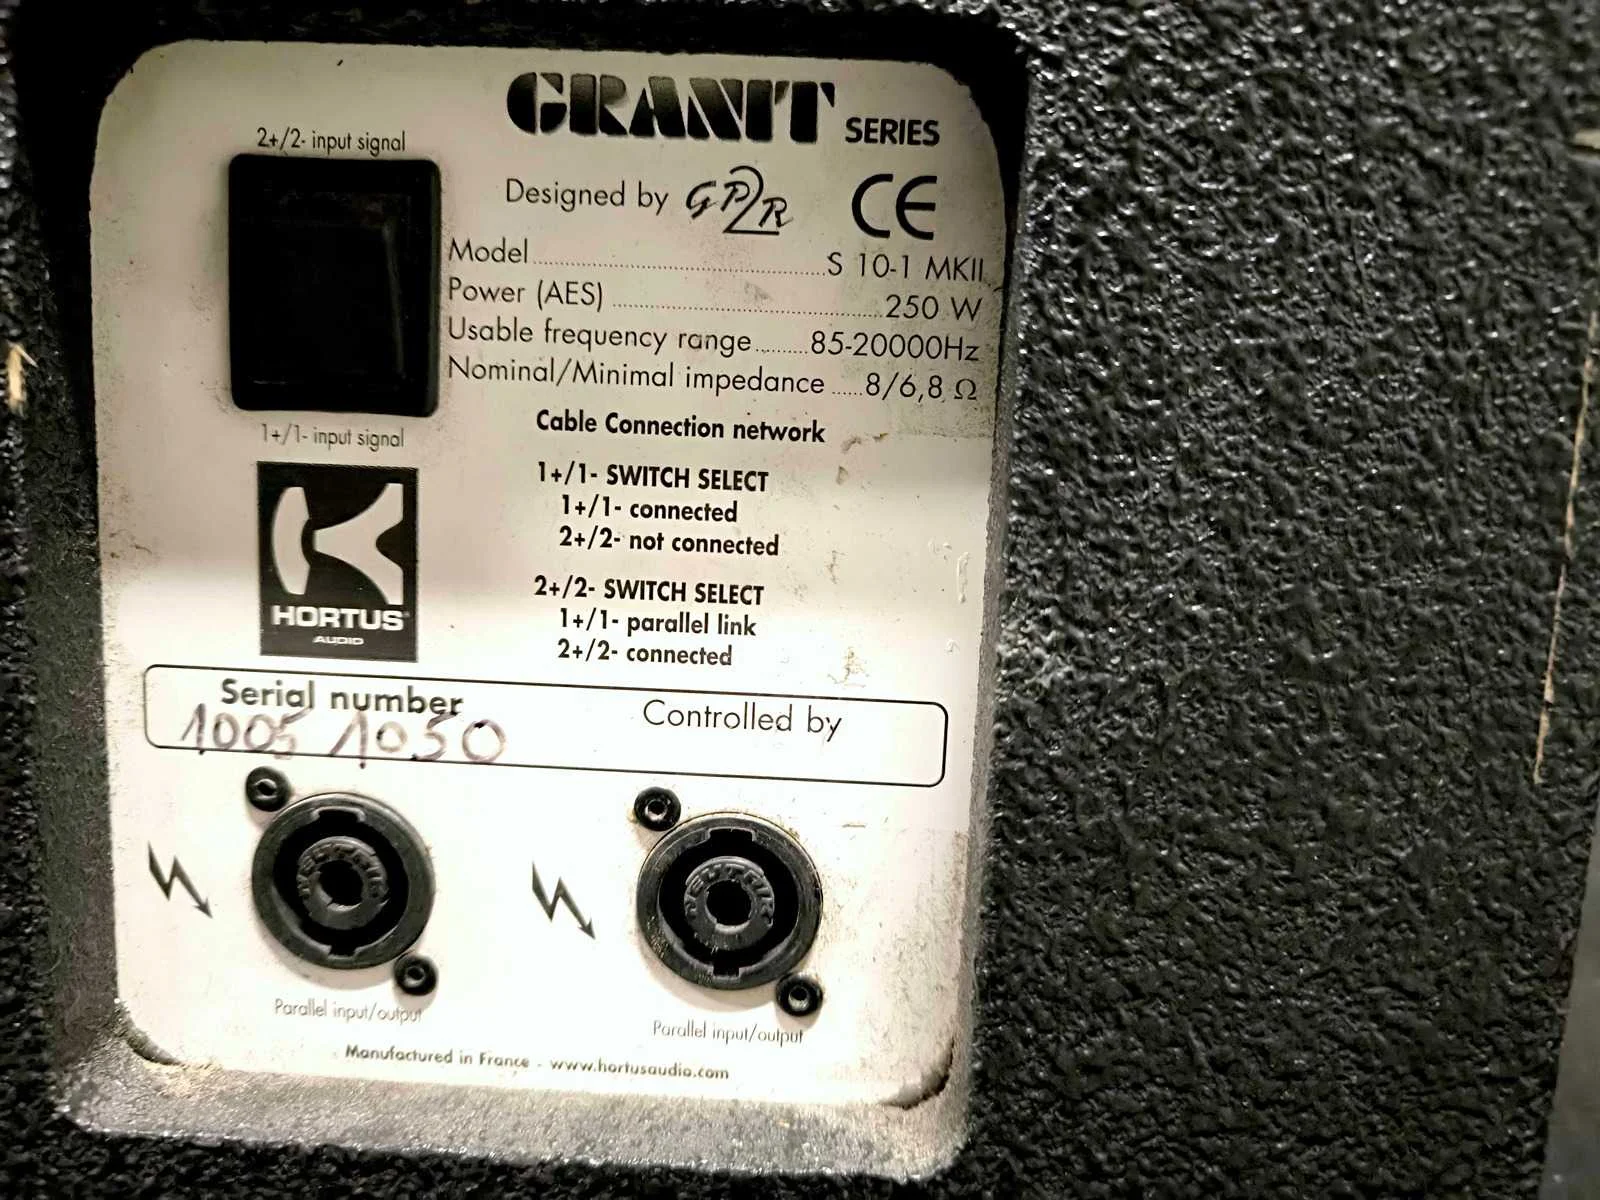 GRANIT SERIES
2+/2- input signal
Designed by GP2R CE
Model ............ S 10-1 MKII
Power (AES) ............ 250 W
Usable frequency range ......... 85-20000Hz
Nominal/Minimal impedance ...... 8/6,8 Ω
1+/1- input signal
Cable Connection network
1+/1- SWITCH SELECT
1+/1- connected
2+/2- not connected
2+/2- SWITCH SELECT
1+/1- parallel link
2+/2- connected
HORTUS
AUDIO
Serial number
1005 1050
Controlled by
NEUTRIK
NEUTRIK
Parallel input/output
Parallel input/output
Manufactured in France - www.hortusaudio.com